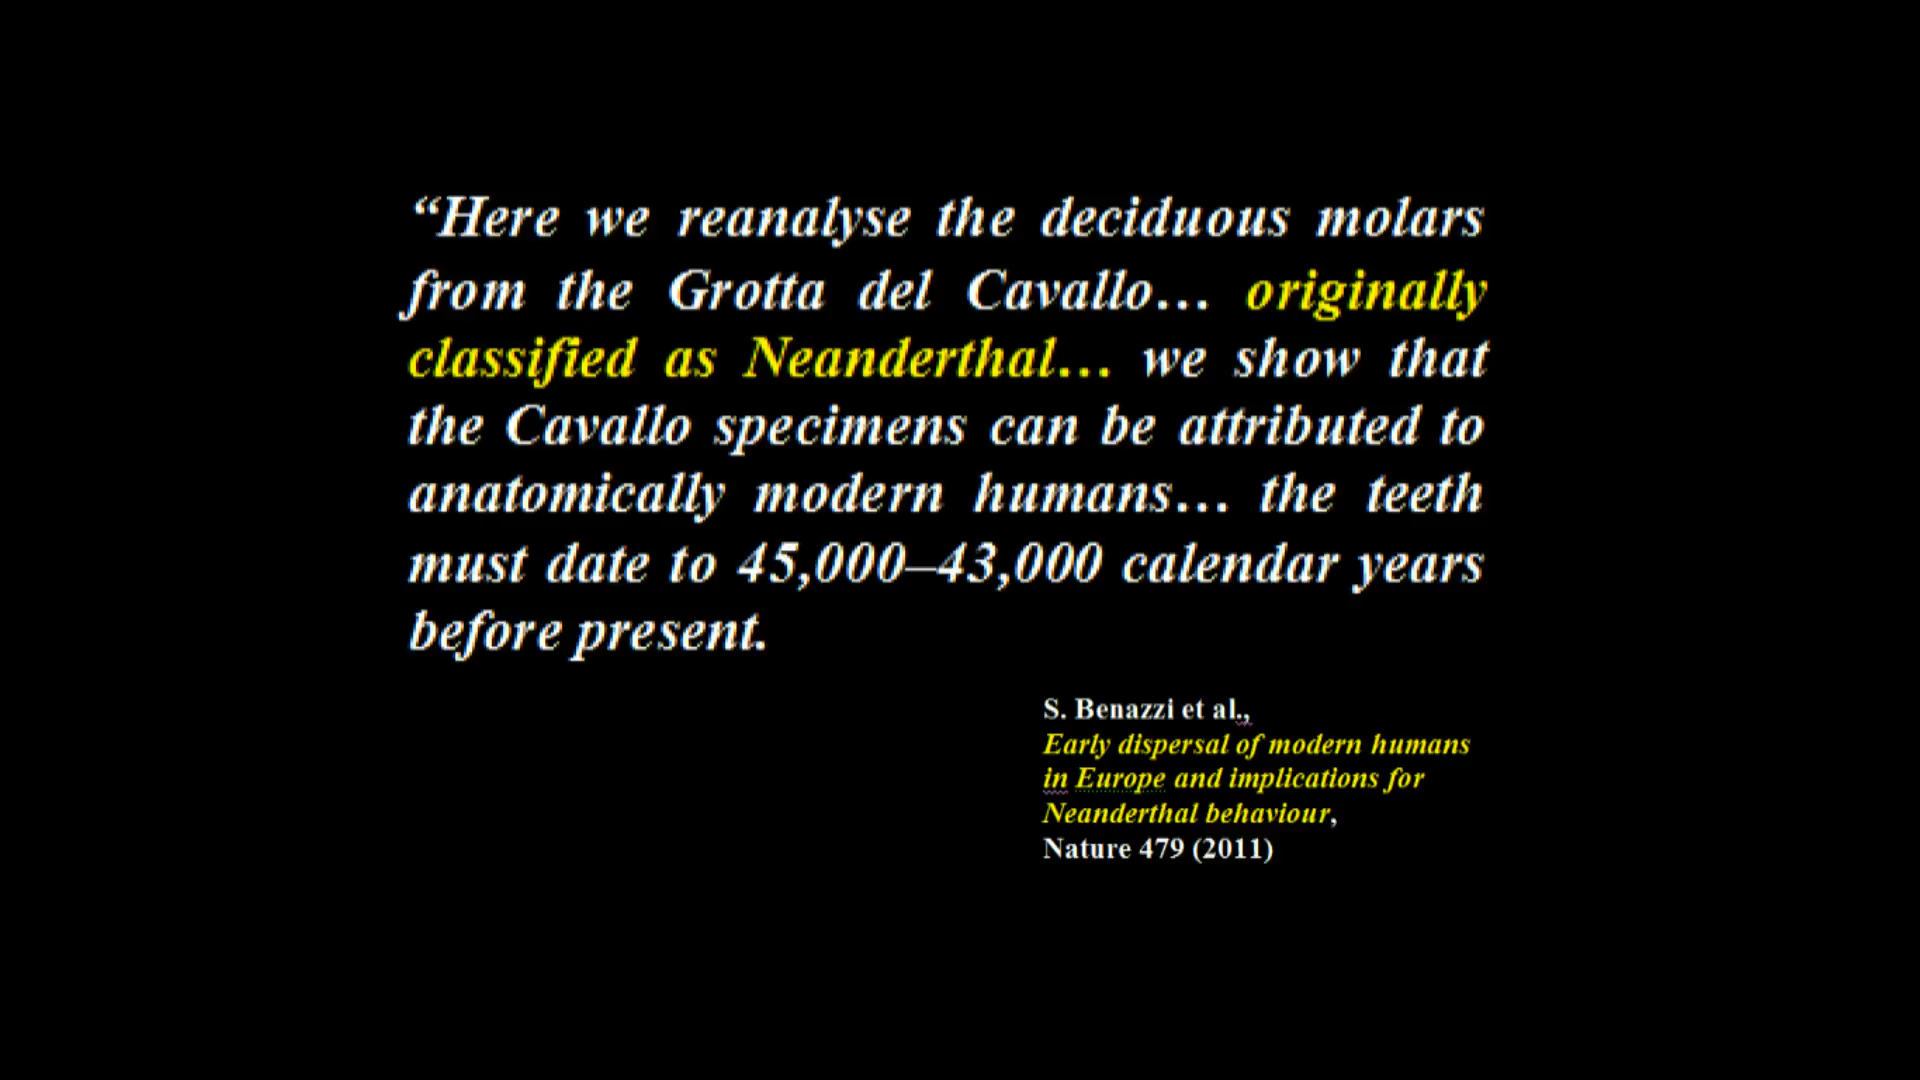 “Here we reanalyse the deciduous molars
from the Grotta del Cavallo… originally
classified as Neanderthal… we show that
the Cavallo specimens can be attributed to
anatomically modern humans… the teeth
must date to 45,000–43,000 calendar years
before present.
S. Benazzi et al.,
Early dispersal of modern humans
in Europe and implications for
Neanderthal behaviour,
Nature 479 (2011)